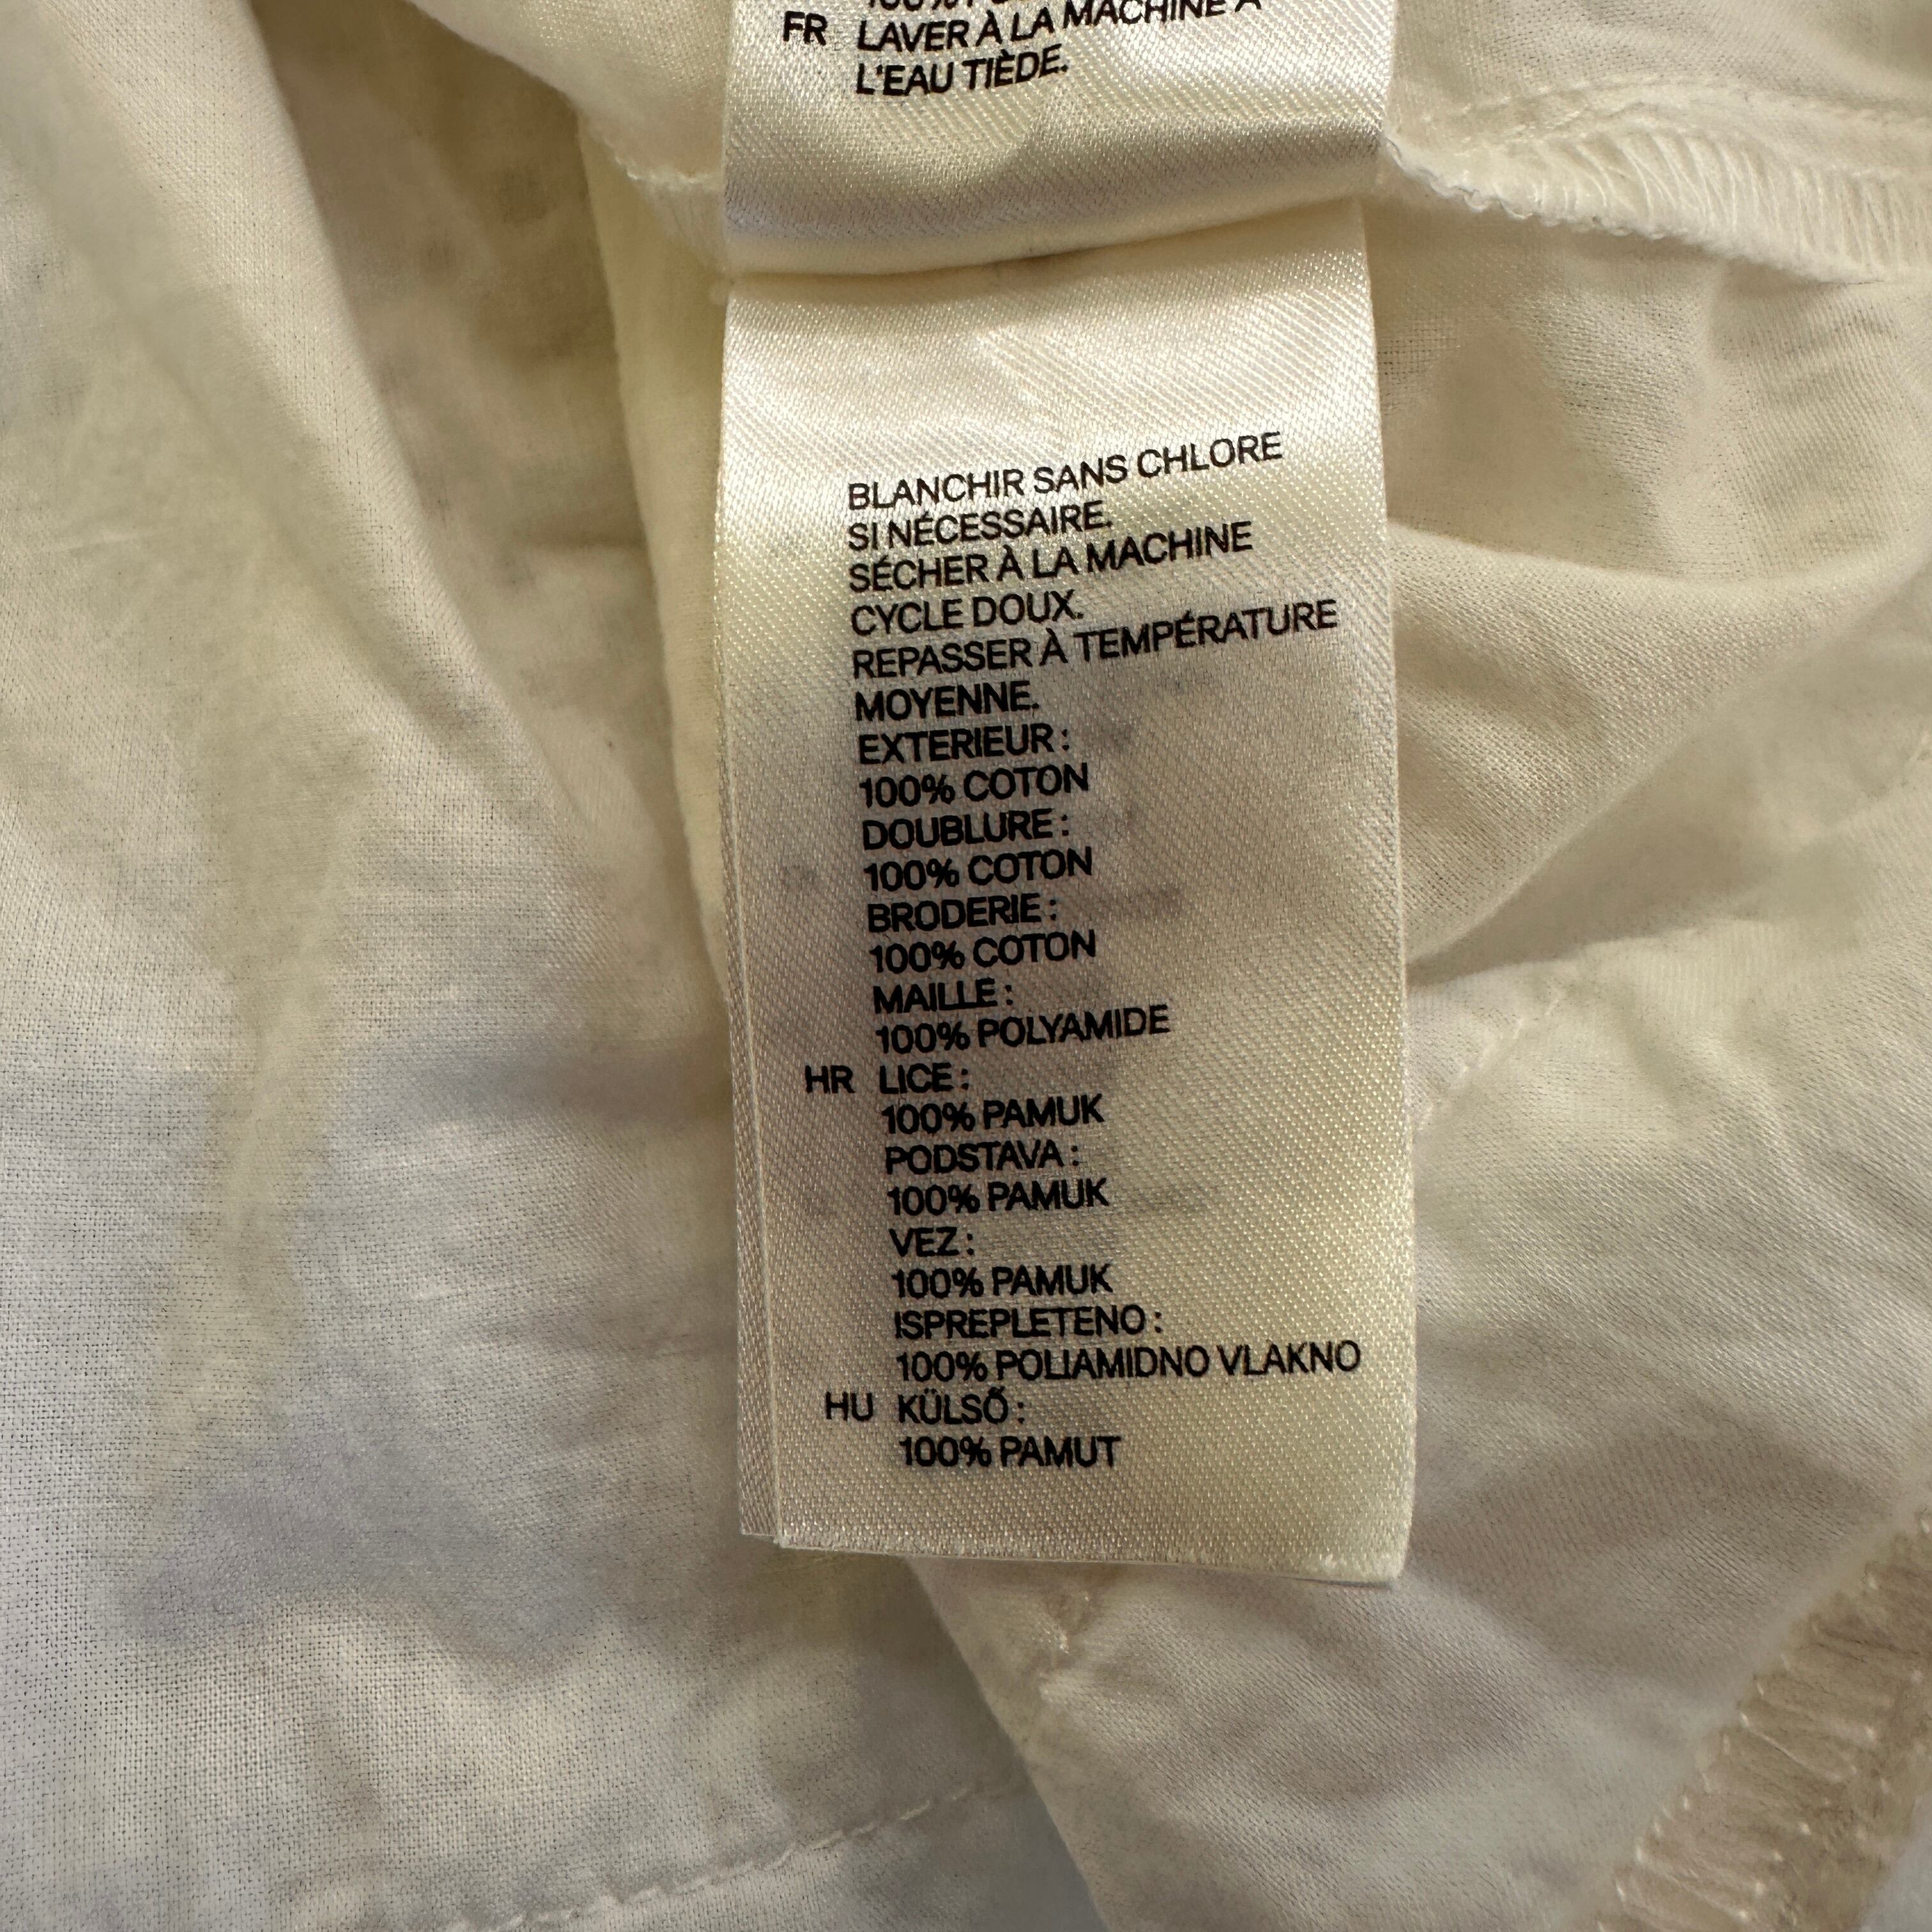 FR LAVER À LA MACHINE À
L'EAU TIÈDE.
BLANCHIR SANS CHLORE
SI NÉCESSAIRE.
SÉCHER À LA MACHINE
CYCLE DOUX.
REPASSER À TEMPÉRATURE
MOYENNE.
EXTERIEUR :
100% COTON
DOUBLURE :
100% COTON
BRODERIE :
100% COTON
MAILLE :
100% POLYAMIDE
HR LICE :
100% PAMUK
PODSTAVA :
100% PAMUK
VEZ :
100% PAMUK
ISPREPLETENO :
100% POLIAMIDNO VLAKNO
HU KÜLSŐ :
100% PAMUT